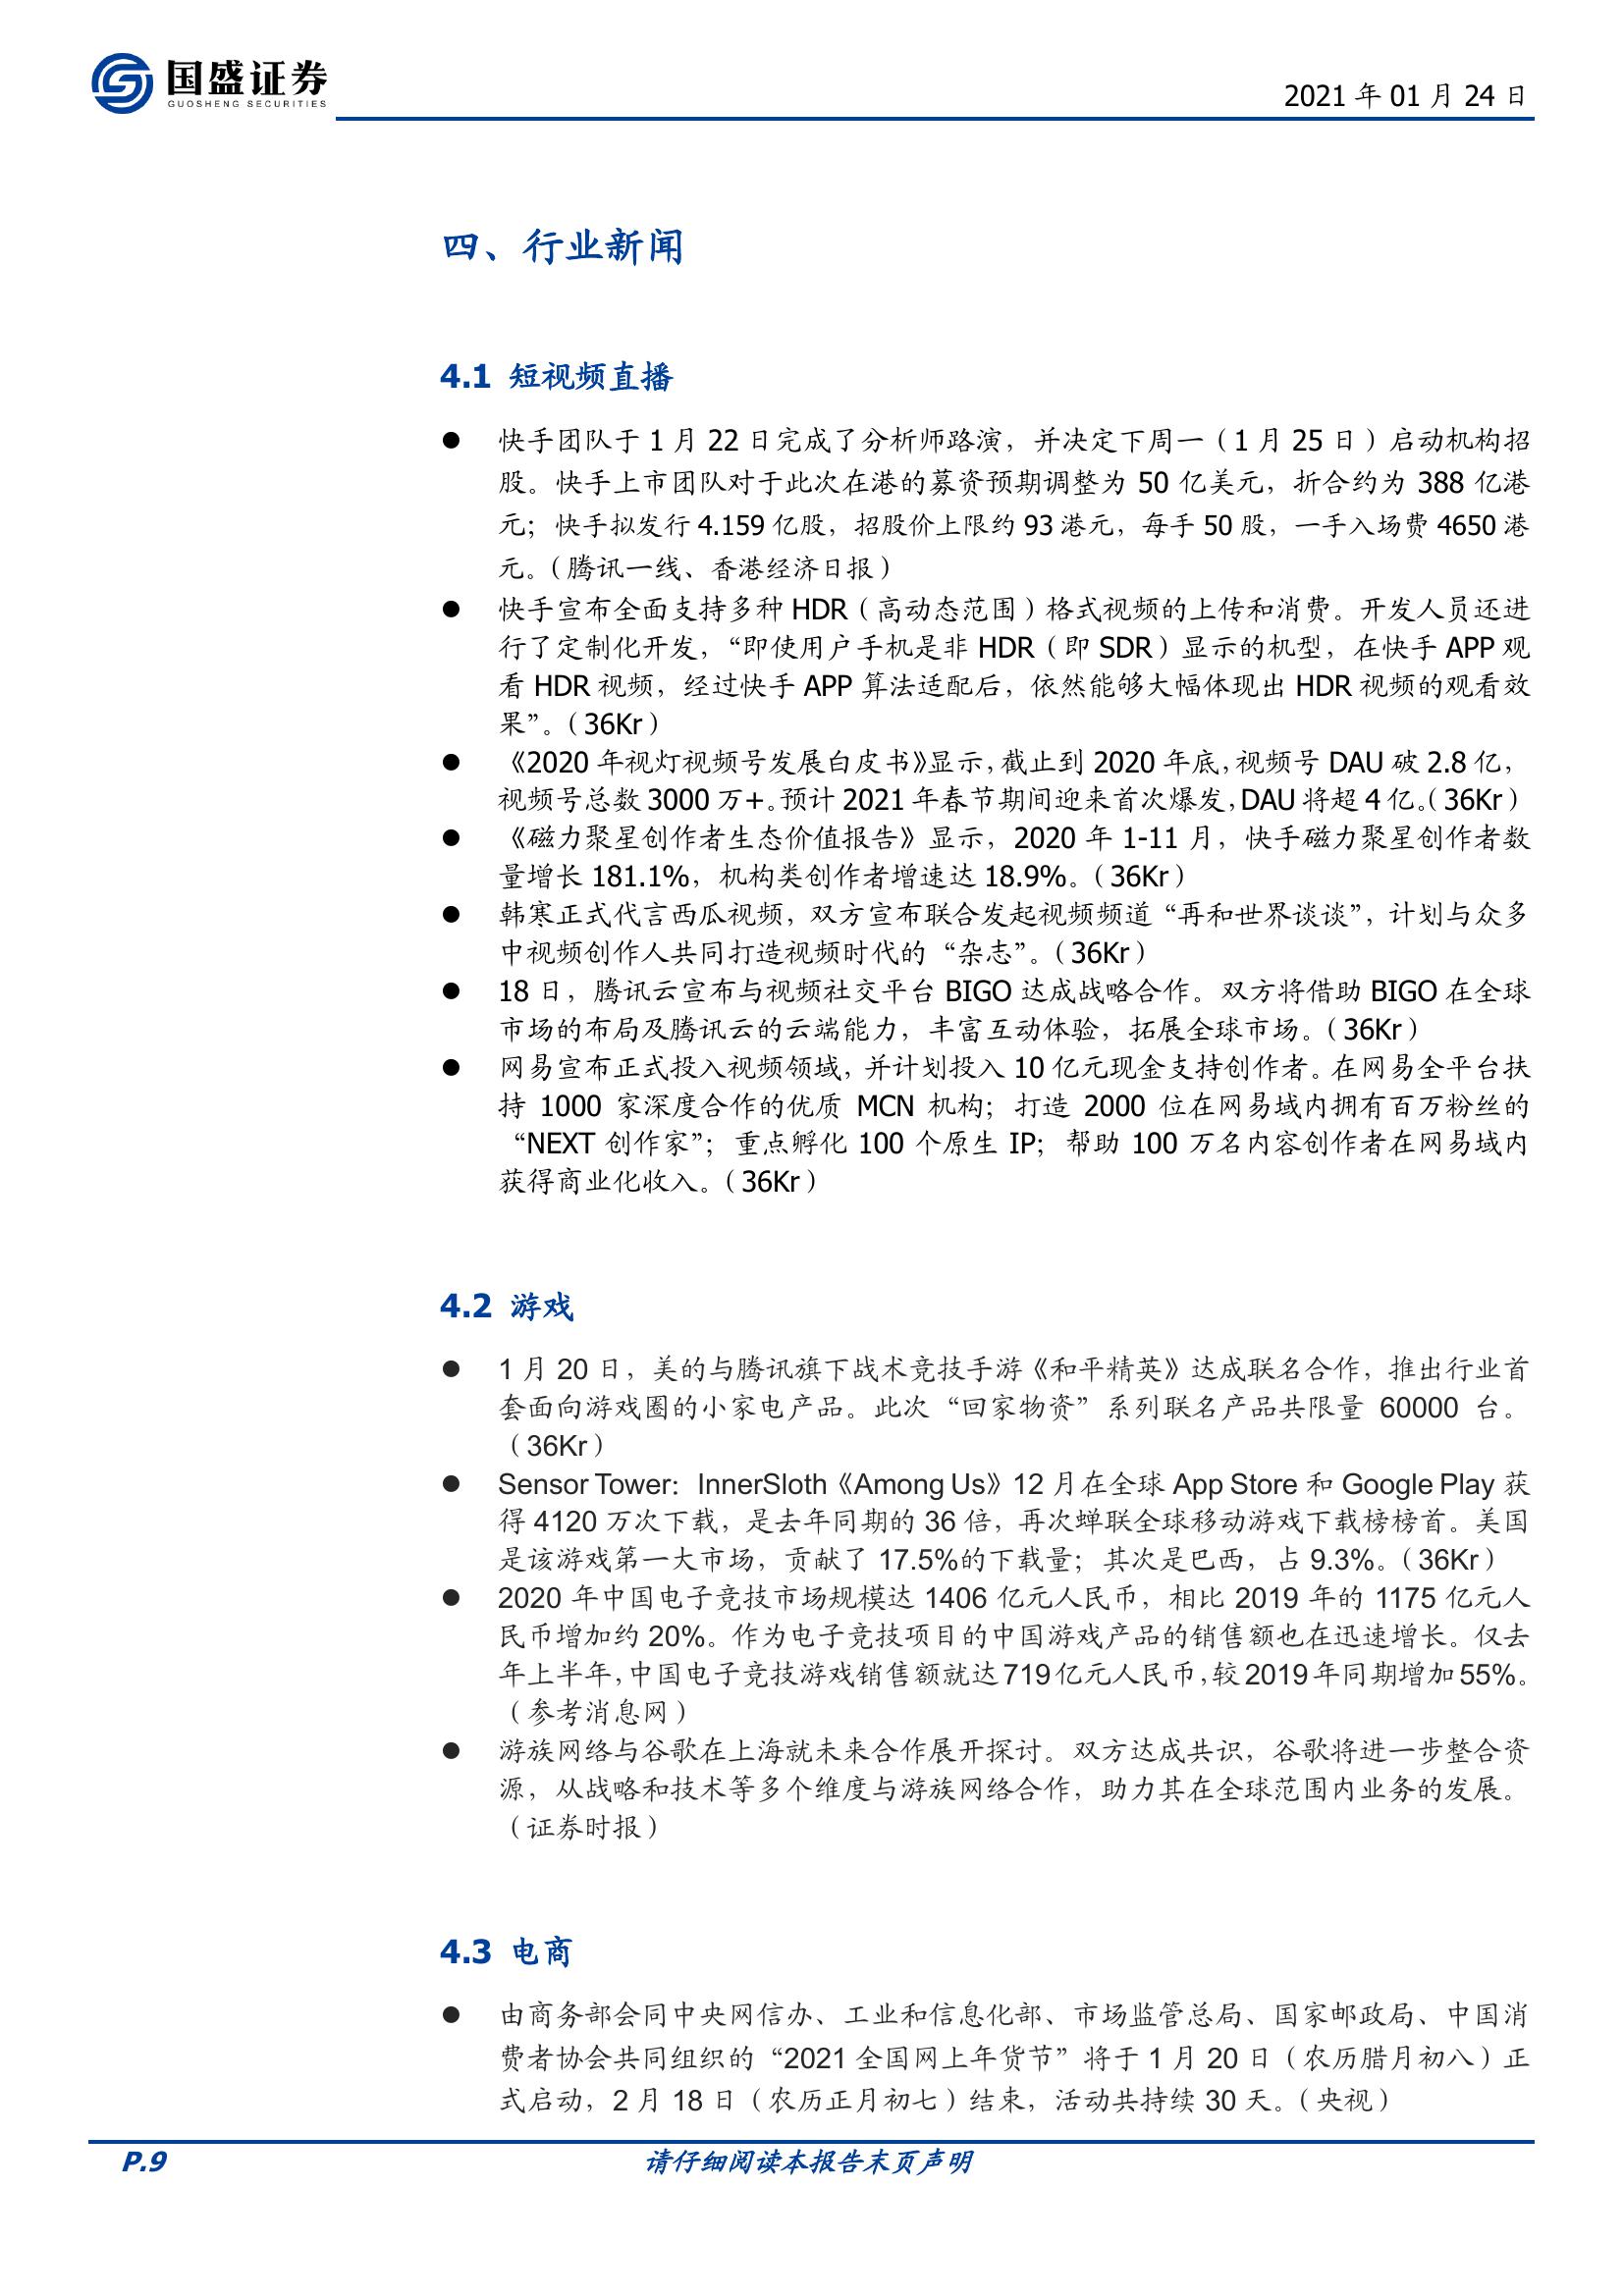 国盛证券
GUOSHENG SECURITIES
2021 年 01 月 24 日
四、行业新闻
4.1 短视频直播
● 快手团队于 1 月 22 日完成了分析师路演，并决定下周一（1 月 25 日）启动机构招
股。快手上市团队对于此次在港的募资预期调整为 50 亿美元，折合约为 388 亿港
元；快手拟发行 4.159 亿股，招股价上限约 93 港元，每手 50 股，一手入场费 4650 港
元。（腾讯一线、香港经济日报）
● 快手宣布全面支持多种 HDR（高动态范围）格式视频的上传和消费。开发人员还进
行了定制化开发，“即使用户手机是非 HDR（即 SDR）显示的机型，在快手 APP 观
看 HDR 视频，经过快手 APP 算法适配后，依然能够大幅体现出 HDR 视频的观看效
果”。（36Kr）
● 《2020 年视灯视频号发展白皮书》显示，截止到 2020 年底，视频号 DAU 破 2.8 亿，
视频号总数 3000 万+。预计 2021 年春节期间迎来首次爆发，DAU 将超 4 亿。（36Kr）
● 《磁力聚星创作者生态价值报告》显示，2020 年 1-11 月，快手磁力聚星创作者数
量增长 181.1%，机构类创作者增速达 18.9%。（36Kr）
● 韩寒正式代言西瓜视频，双方宣布联合发起视频频道“再和世界谈谈”，计划与众多
中视频创作人共同打造视频时代的“杂志”。（36Kr）
● 18 日，腾讯云宣布与视频社交平台 BIGO 达成战略合作。双方将借助 BIGO 在全球
市场的布局及腾讯云的云端能力，丰富互动体验，拓展全球市场。（36Kr）
● 网易宣布正式投入视频领域，并计划投入 10 亿元现金支持创作者。在网易全平台扶
持 1000 家深度合作的优质 MCN 机构；打造 2000 位在网易域内拥有百万粉丝的
“NEXT 创作家”；重点孵化 100 个原生 IP；帮助 100 万名内容创作者在网易域内
获得商业化收入。（36Kr）
4.2 游戏
● 1 月 20 日，美的与腾讯旗下战术竞技手游《和平精英》达成联名合作，推出行业首
套面向游戏圈的小家电产品。此次“回家物资”系列联名产品共限量 60000 台。
（36Kr）
● Sensor Tower：InnerSloth《Among Us》12 月在全球 App Store 和 Google Play 获
得 4120 万次下载，是去年同期的 36 倍，再次蝉联全球移动游戏下载榜榜首。美国
是该游戏第一大市场，贡献了 17.5%的下载量；其次是巴西，占 9.3%。（36Kr）
● 2020 年中国电子竞技市场规模达 1406 亿元人民币，相比 2019 年的 1175 亿元人
民币增加约 20%。作为电子竞技项目的中国游戏产品的销售额也在迅速增长。仅去
年上半年，中国电子竞技游戏销售额就达 719 亿元人民币，较 2019 年同期增加 55%。
（参考消息网）
● 游族网络与谷歌在上海就未来合作展开探讨。双方达成共识，谷歌将进一步整合资
源，从战略和技术等多个维度与游族网络合作，助力其在全球范围内业务的发展。
（证券时报）
4.3 电商
● 由商务部会同中央网信办、工业和信息化部、市场监管总局、国家邮政局、中国消
费者协会共同组织的“2021 全国网上年货节”将于 1 月 20 日（农历腊月初八）正
式启动，2 月 18 日（农历正月初七）结束，活动共持续 30 天。（央视）
P.9
请仔细阅读本报告末页声明